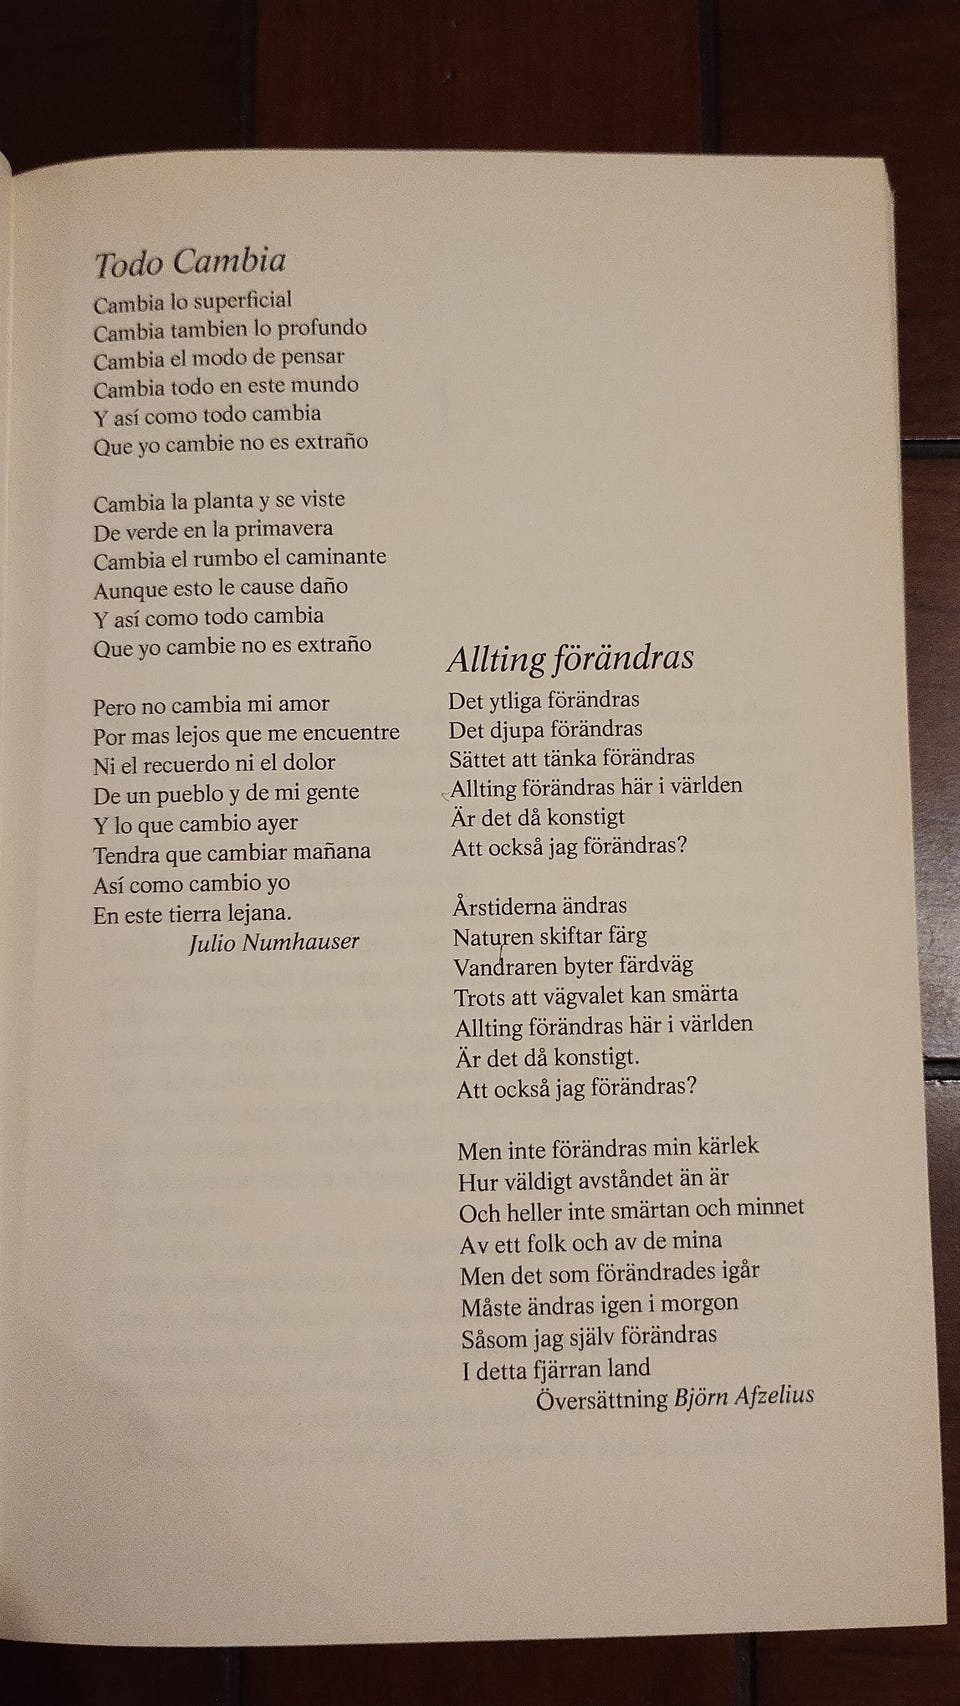 Todo Cambia
Cambia lo superficial
Cambia tambien lo profundo
Cambia el modo de pensar
Cambia todo en este mundo
Y así como todo cambia
Que yo cambie no es extraño

Cambia la planta y se viste
De verde en la primavera
Cambia el rumbo el caminante
Aunque esto le cause daño
Y así como todo cambia
Que yo cambie no es extraño

Pero no cambia mi amor
Por mas lejos que me encuentre
Ni el recuerdo ni el dolor
De un pueblo y de mi gente
Y lo que cambio ayer
Tendra que cambiar mañana
Así como cambio yo
En este tierra lejana.
Julio Numhauser

Allting förändras
Det ytliga förändras
Det djupa förändras
Sättet att tänka förändras
Allting förändras här i världen
Är det då konstigt
Att också jag förändras?

Årstiderna ändras
Naturen skiftar färg
Vandraren byter färdväg
Trots att vägvalet kan smärta
Allting förändras här i världen
Är det då konstigt.
Att också jag förändras?

Men inte förändras min kärlek
Hur väldigt avståndet än är
Och heller inte smärtan och minnet
Av ett folk och av de mina
Men det som förändrades igår
Måste ändras igen i morgon
Såsom jag själv förändras
I detta fjärran land
Översättning Björn Afzelius